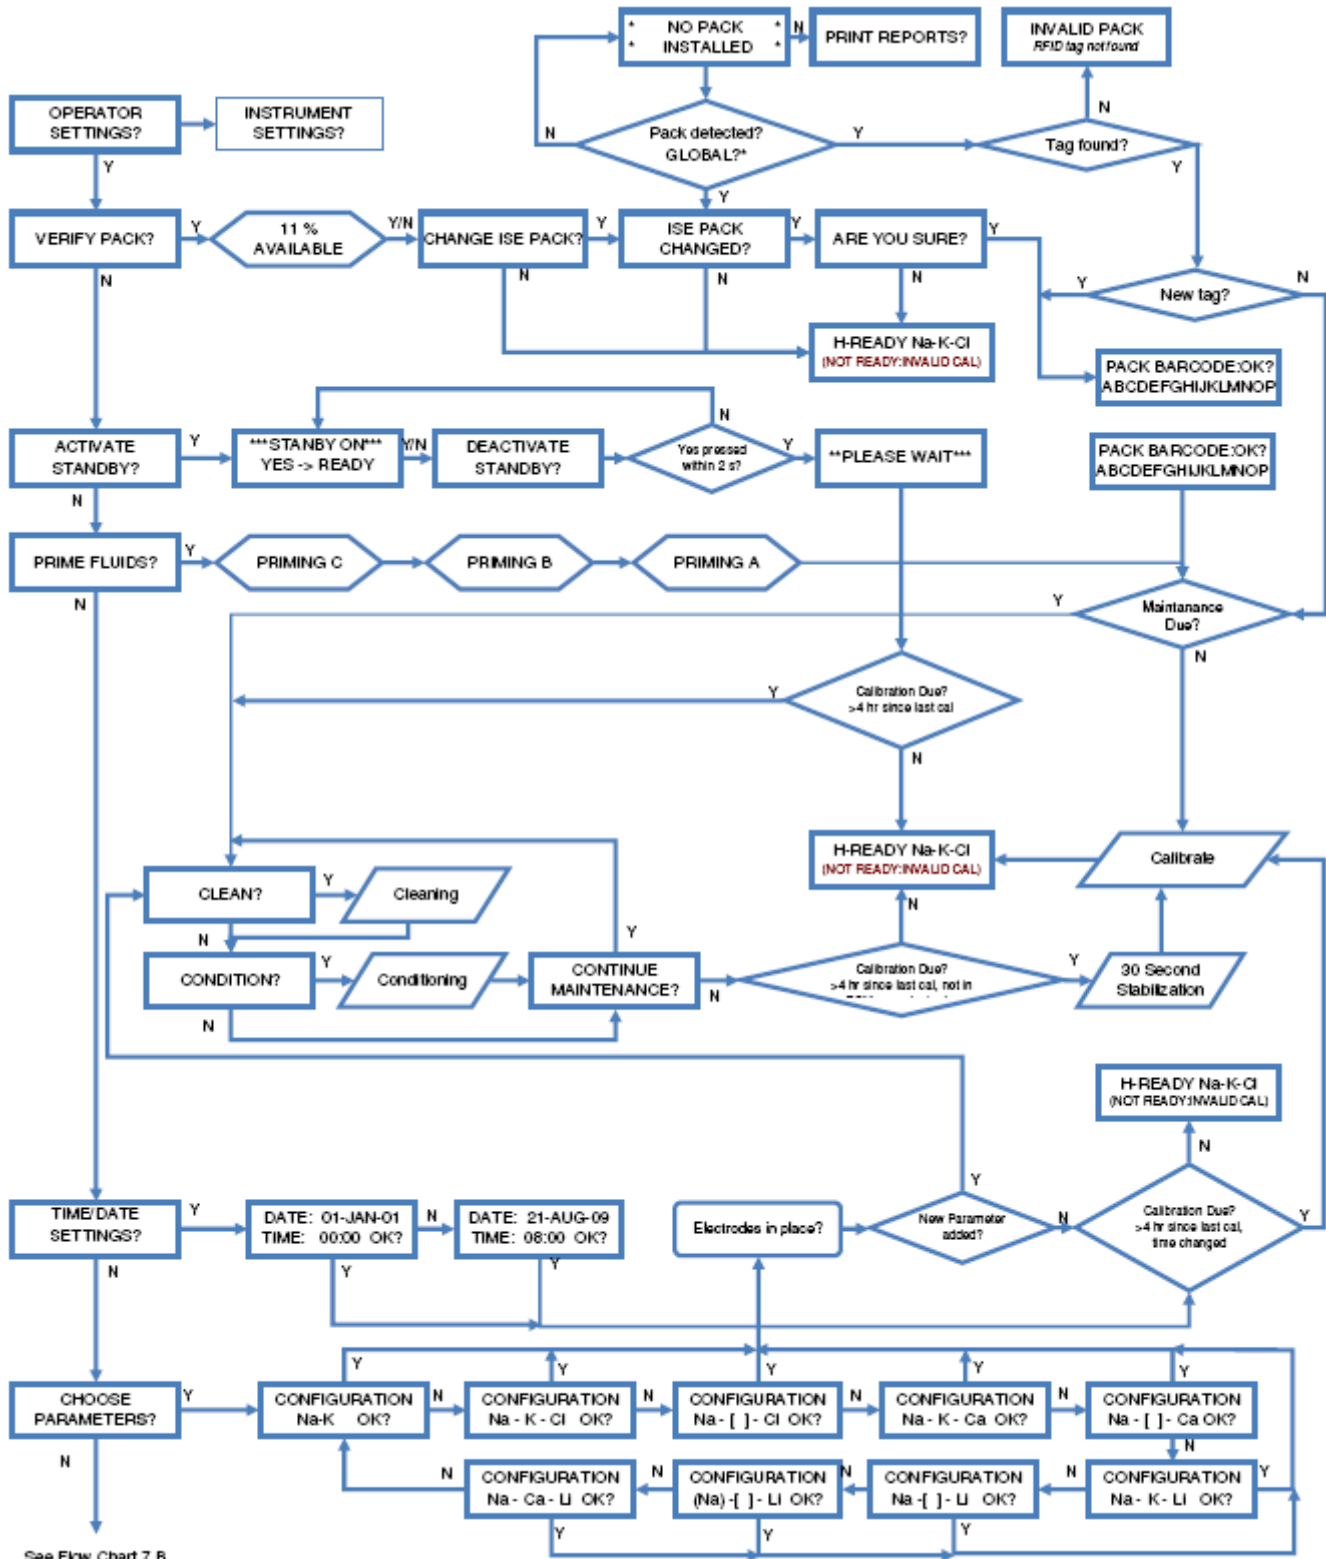 * NO PACK *
* INSTALLED *
N
PRINT REPORTS?
INVALID PACK
RFID tag not found
OPERATOR
SETTINGS?
INSTRUMENT
SETTINGS?
N
Pack detected?
GLOBAL?*
Y
N
Tag found?
Y
Y
Y
VERIFY PACK?
Y
11 %
AVAILABLE
Y/N
CHANGE ISE PACK?
Y
ISE PACK
CHANGED?
Y
ARE YOU SURE?
Y
N
N
N
N
Y
New tag?
N
H-READY Na-K-Cl
(NOT READY:INVALID CAL)
PACK BARCODE:OK?
ABCDEFGHIJKLMNOP
N
ACTIVATE
STANDBY?
Y
***STANBY ON***
YES -> READY
Y/N
DEACTIVATE
STANDBY?
Yes pressed
within 2 s?
Y
**PLEASE WAIT***
PACK BARCODE:OK?
ABCDEFGHIJKLMNOP
N
PRIME FLUIDS?
Y
PRIMING C
PRIMING B
PRIMING A
N
Y
Maintanance
Due?
N
Y
Calibration Due?
>4 hr since last cal
N
H-READY Na-K-Cl
(NOT READY:INVALID CAL)
Calibrate
CLEAN?
Y
Cleaning
N
N
Y
CONDITION?
Y
Conditioning
CONTINUE
MAINTENANCE?
N
Calibration Due?
>4 hr since last cal, not in
Y
30 Second
Stabilization
N
H-READY Na-K-Cl
(NOT READY:INVALID CAL)
N
Y
TIME/DATE
SETTINGS?
Y
DATE: 01-JAN-01
TIME: 00:00 OK?
N
DATE: 21-AUG-09
TIME: 08:00 OK?
Electrodes in place?
New Parameter
added?
N
Calibration Due?
>4 hr since last cal,
time changed
Y
N
Y
Y
Y
Y
Y
Y
Y
CHOOSE
PARAMETERS?
Y
CONFIGURATION
Na-K OK?
N
CONFIGURATION
Na - K - Cl OK?
N
CONFIGURATION
Na - [ ] - Cl OK?
N
CONFIGURATION
Na - K - Ca OK?
N
CONFIGURATION
Na - [ ] - Ca OK?
N
N
N
CONFIGURATION
Na - Ca - Li OK?
N
CONFIGURATION
(Na) -[ ] - Li OK?
N
CONFIGURATION
Na -[ ] - Li OK?
N
CONFIGURATION
Na - K - Li OK?
Y
Y
Y
Y
See Flow Chart 7.B